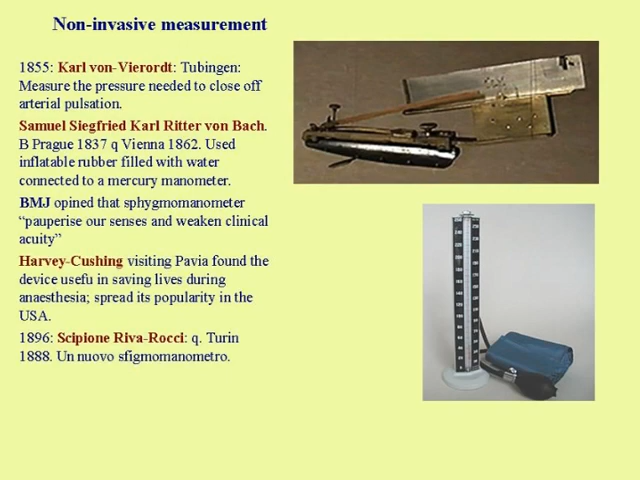 Non-invasive measurement
1855: Karl von-Vierordt: Tubingen:
Measure the pressure needed to close off
arterial pulsation.
Samuel Siegfried Karl Ritter von Bach.
B Prague 1837 q Vienna 1862. Used
inflatable rubber filled with water
connected to a mercury manometer.
BMJ opined that sphygmomanometer
“pauperise our senses and weaken clinical
acuity”
Harvey-Cushing visiting Pavia found the
device usefu in saving lives during
anaesthesia; spread its popularity in the
USA.
1896: Scipione Riva-Rocci: q. Turin
1888. Un nuovo sfigmomanometro.